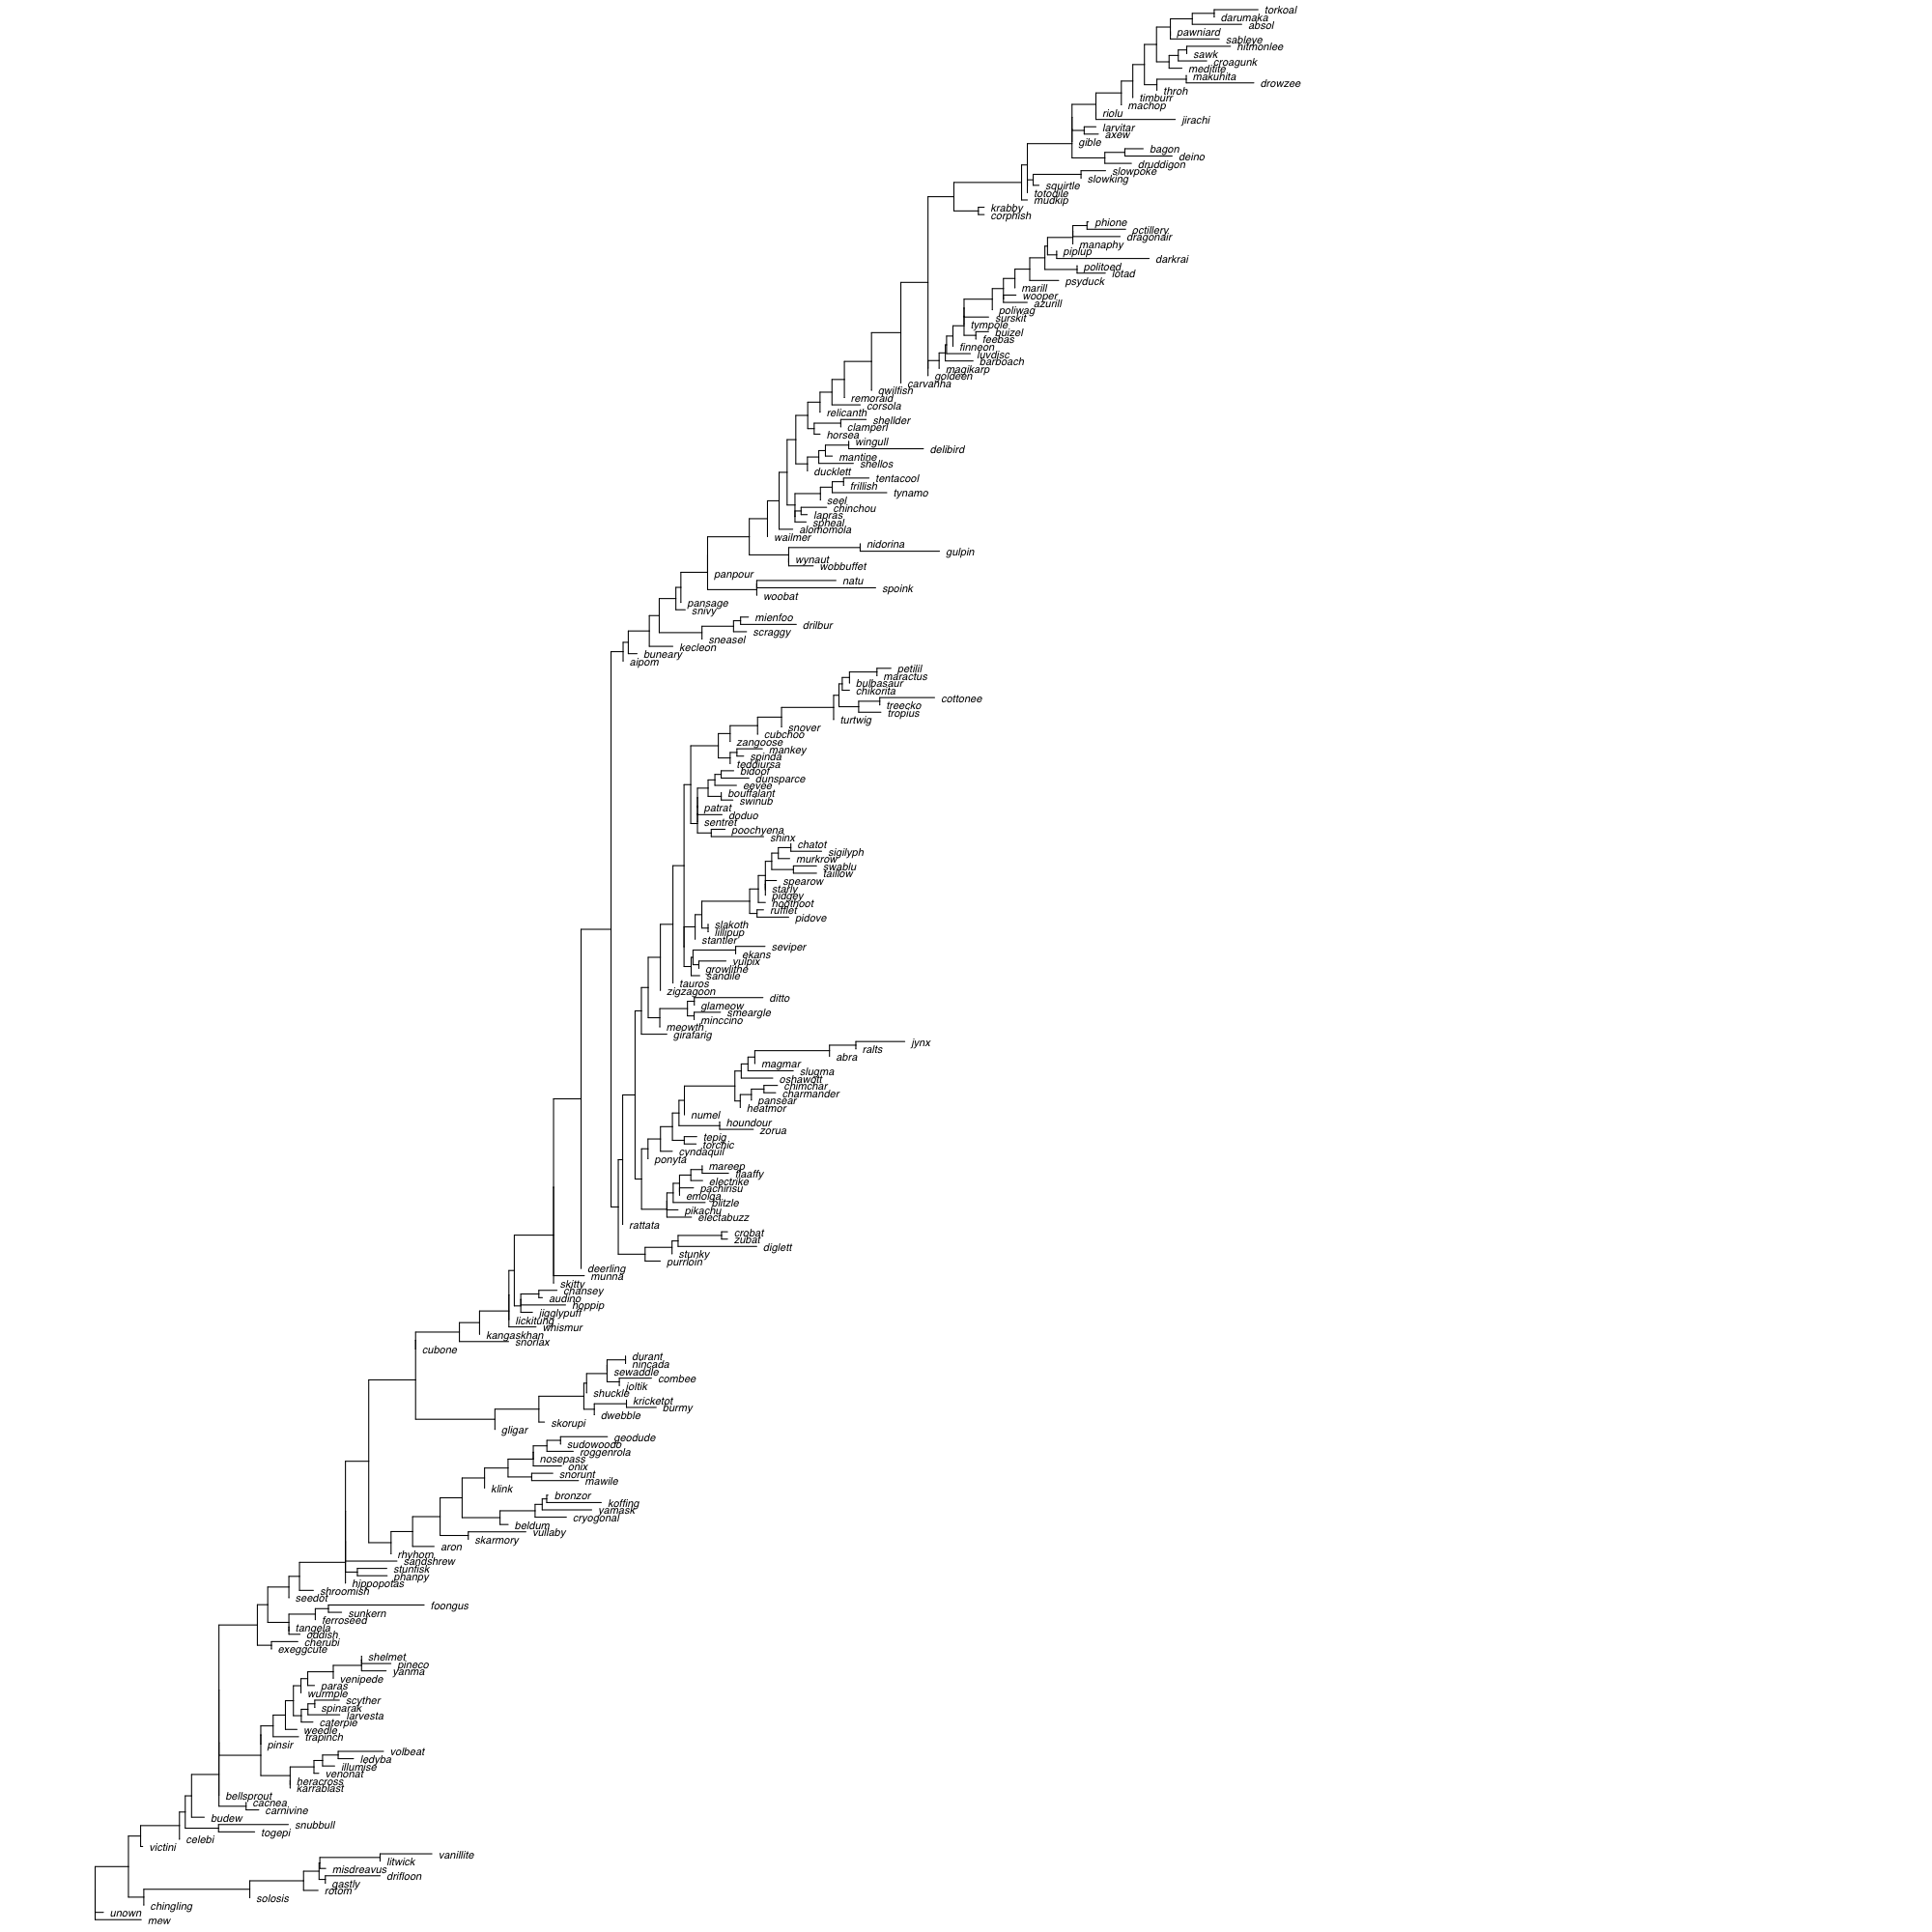 torkoal
darumaka
absol
pawniard
sableye
hitmonlee
sawk
croagunk
meditite
makuhita
drowzee
throh
timburr
machop
riolu
jirachi
larvitar
axew
gible
bagon
deino
druddigon
slowpoke
slowking
squirtle
totodile
mudkip
krabby
corphish
phione
octillery
dragonair
manaphy
piplup
darkrai
politoed
lotad
psyduck
marill
wooper
azurill
poliwag
surskit
tympole
buizel
feebas
finneon
luvdisc
barboach
magikarp
goldeen
carvanha
qwilfish
remoraid
corsola
relicanth
shellder
clamperl
horsea
wingull
delibird
mantine
shellos
ducklett
tentacool
frillish
tynamo
seel
chinchou
lapras
spheal
alomomola
wailmer
nidorina
gulpin
wynaut
wobbuffet
panpour
natu
spoink
woobat
pansage
snivy
mienfoo
drilbur
scraggy
sneasel
kecleon
buneary
aipom
petilil
maractus
bulbasaur
chikorita
cottonee
treecko
tropius
turtwig
snover
cubchoo
zangoose
mankey
spinda
teddiursa
bidoof
dunsparce
eevee
bouffalant
swinub
patrat
doduo
sentret
poochyena
shinx
chatot
sigilyph
murkrow
swablu
taillow
spearow
starly
pidgey
hoothoot
rufflet
pidove
slakoth
lillipup
stantler
seviper
ekans
vulpix
growlithe
sandile
tauros
zigzagoon
ditto
glameow
smeargle
minccino
meowth
girafarig
jynx
ralts
abra
magmar
slugma
oshawott
chimchar
charmander
pansear
heatmor
numel
houndour
zorua
tepig
torchic
cyndaquil
ponyta
mareep
flaaffy
electrike
pachirisu
emolga
blitzle
pikachu
electabuzz
rattata
crobat
zubat
diglett
stunky
purrloin
deerling
munna
skitty
chansey
audino
hoppip
jigglypuff
lickitung
whismur
kangaskhan
snorlax
cubone
durant
nincada
sewaddle
combee
joltik
shuckle
kricketot
burmy
dwebble
skorupi
gligar
geodude
sudowoodo
roggenrola
nosepass
onix
snorunt
mawile
klink
bronzor
koffing
yamask
cryogonal
beldum
vullaby
skarmory
aron
rhyhorn
sandshrew
stunfisk
phanpy
hippopotas
shroomish
seedot
foongus
sunkern
ferroseed
tangela
oddish
cherubi
exeggcute
shelmet
pineco
yanma
venipede
paras
wurmple
scyther
spinarak
larvesta
caterpie
weedle
trapinch
pinsir
volbeat
ledyba
illumise
venonat
heracross
karrablast
bellsprout
cacnea
carnivine
budew
snubbull
togepi
celebi
victini
vanillite
litwick
misdreavus
drifloon
gastly
rotom
solosis
chingling
unown
mew